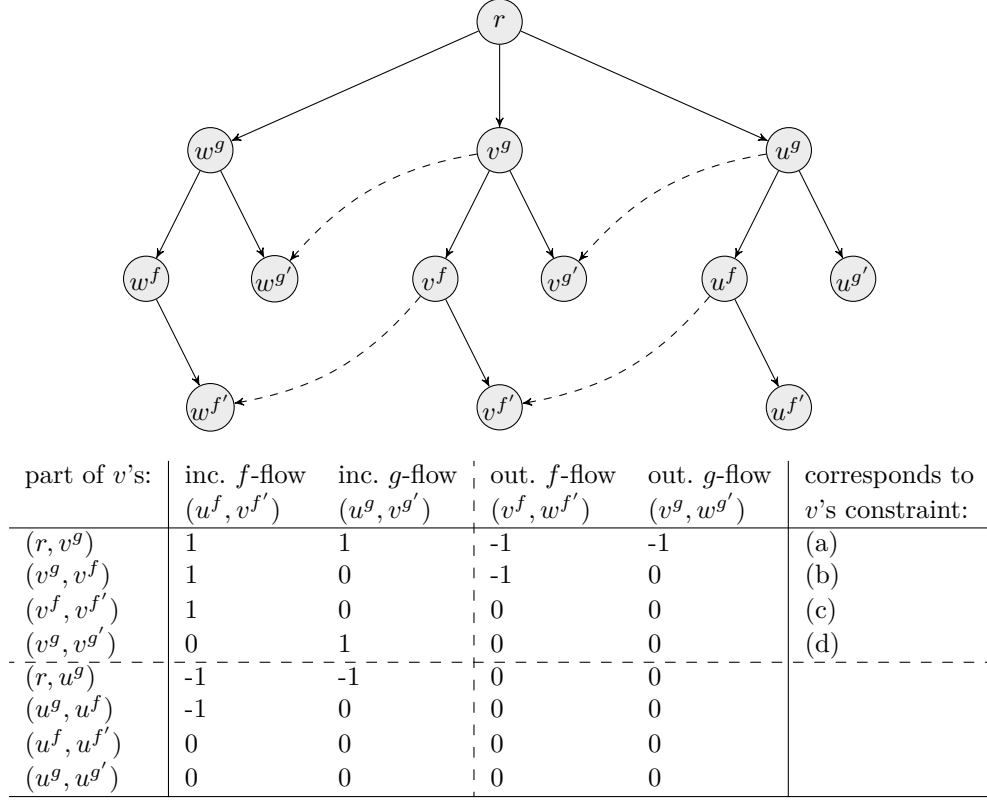 r
w^g v^g u^g
w^f w^{g'} v^f v^{g'} u^f u^{g'}
w^{f'} v^{f'} u^{f'}
part of v's: inc. f-flow inc. g-flow out. f-flow out. g-flow corresponds to
(u^f, v^{f'}) (u^g, v^{g'}) (v^f, w^{f'}) (v^g, w^{g'}) v's constraint:
(r, v^g) 1 1 -1 -1 (a)
(v^g, v^f) 1 0 -1 0 (b)
(v^f, v^{f'}) 1 0 0 0 (c)
(v^g, v^{g'}) 0 1 0 0 (d)
(r, u^g) -1 -1 0 0
(u^g, u^f) -1 0 0 0
(u^f, u^{f'}) 0 0 0 0
(u^g, u^{g'}) 0 0 0 0